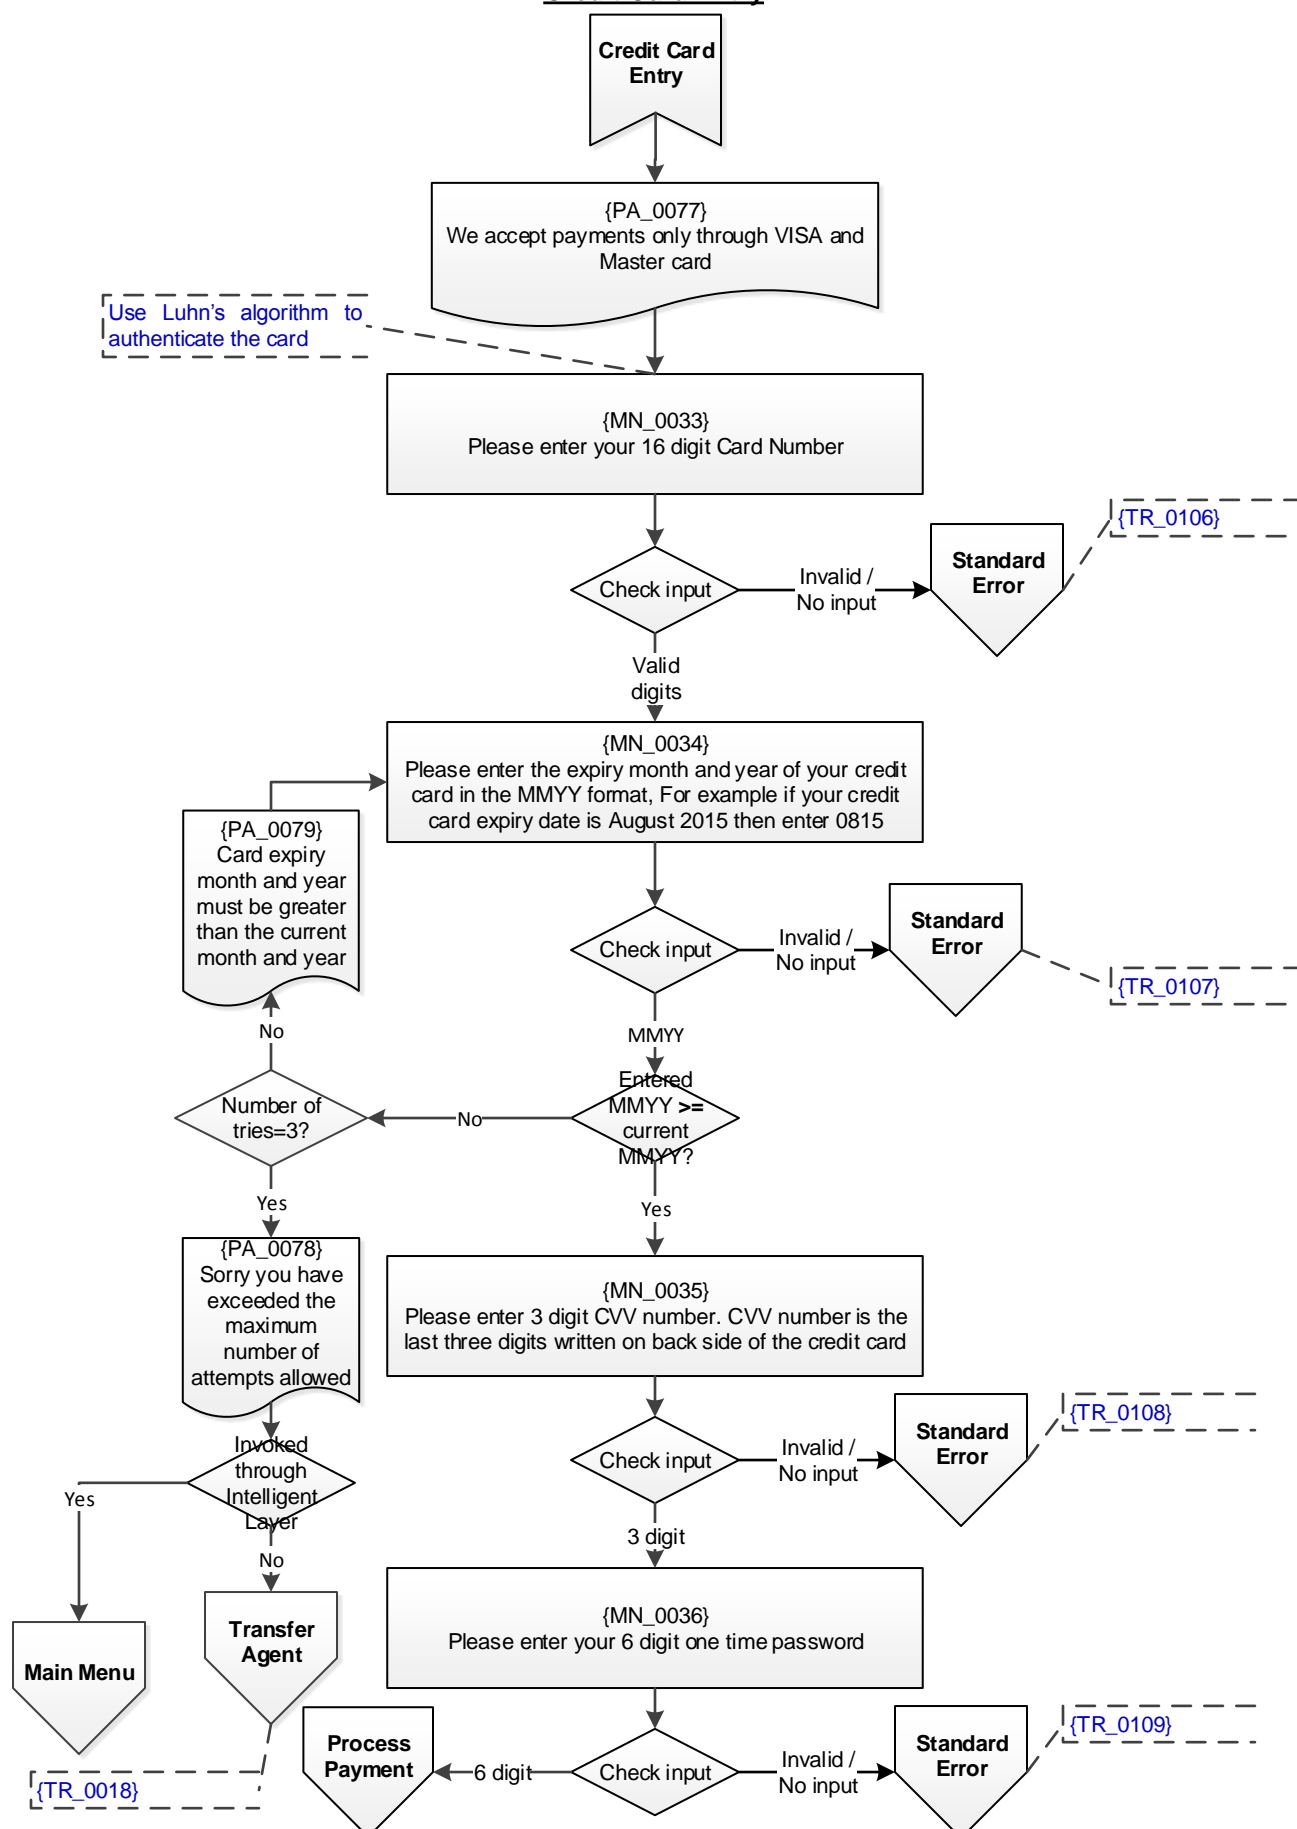 Credit Card
Entry
{PA_0077}
We accept payments only through VISA and
Master card
Use Luhn's algorithm to
authenticate the card
{MN_0033}
Please enter your 16 digit Card Number
{TR_0106}
Standard
Error
Check input
Invalid /
No input
Valid
digits
{MN_0034}
Please enter the expiry month and year of your credit
card in the MMYY format, For example if your credit
card expiry date is August 2015 then enter 0815
{PA_0079}
Card expiry
month and year
must be greater
than the current
month and year
Check input
Invalid /
No input
Standard
Error
{TR_0107}
No
MMYY
Entered
MMYY >=
current
MMYY?
No
Number of
tries=3?
Yes
Yes
{PA_0078}
Sorry you have
exceeded the
maximum
number of
attempts allowed
{MN_0035}
Please enter 3 digit CVV number. CVV number is the
last three digits written on back side of the credit card
{TR_0108}
Standard
Error
Check input
Invalid /
No input
Invoked
through
Intelligent
Layer
Yes
No
3 digit
{MN_0036}
Please enter your 6 digit one time password
Transfer
Agent
Main Menu
{TR_0109}
Process
Payment
6 digit
Check input
Invalid /
No input
Standard
Error
{TR_0018}